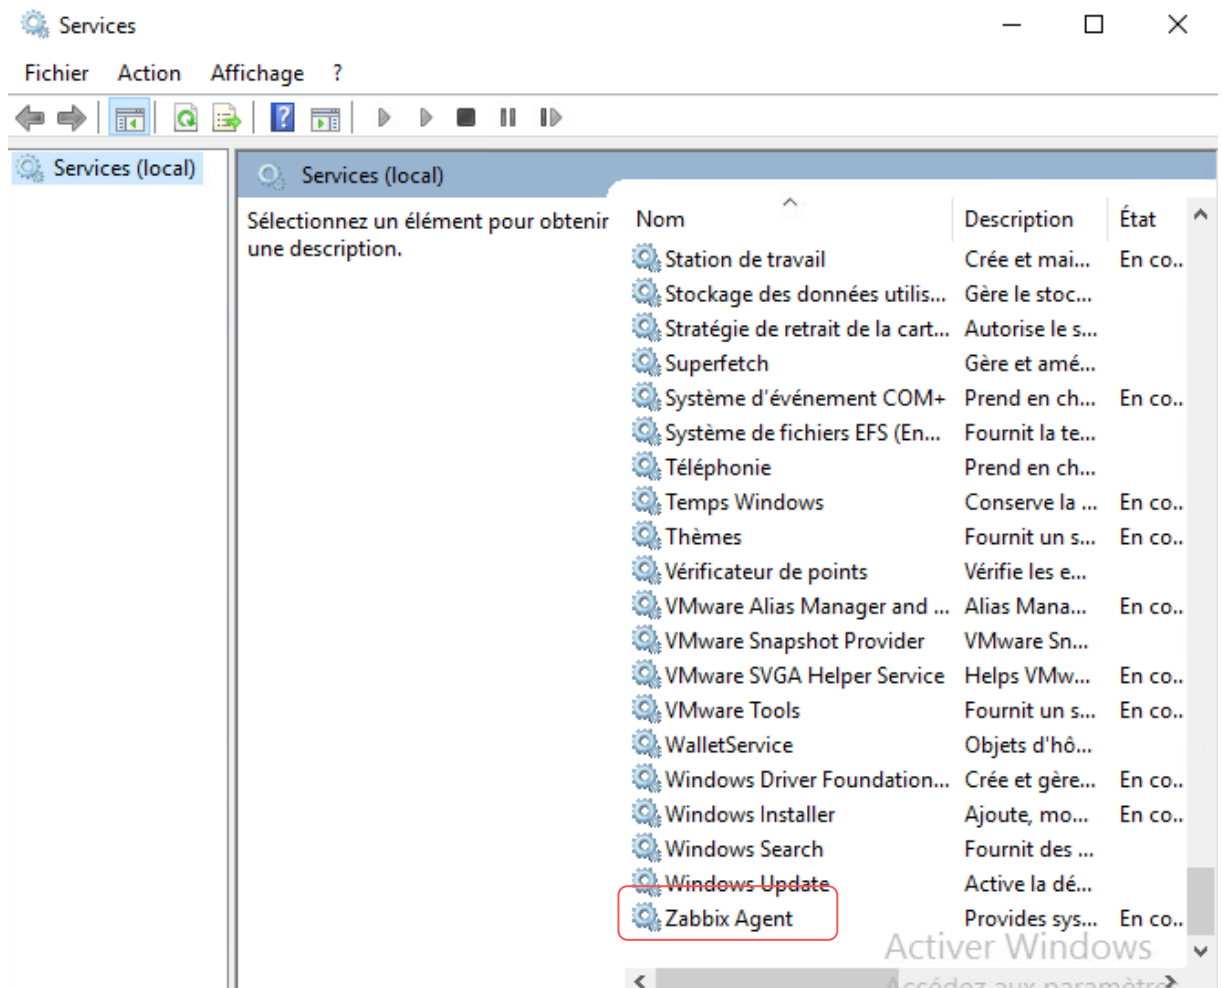 Services
Fichier Action Affichage ?
Services (local)
Services (local)
Sélectionnez un élément pour obtenir
une description.
Nom Description État
Station de travail Crée et mai... En co..
Stockage des données utilis... Gère le stoc...
Stratégie de retrait de la cart... Autorise le s...
Superfetch Gère et amé...
Système d'événement COM+ Prend en ch... En co..
Système de fichiers EFS (En... Fournit la te...
Téléphonie Prend en ch...
Temps Windows Conserve la ... En co..
Thèmes Fournit un s... En co..
Vérificateur de points Vérifie les e...
VMware Alias Manager and ... Alias Mana... En co..
VMware Snapshot Provider VMware Sn...
VMware SVGA Helper Service Helps VMw... En co..
VMware Tools Fournit un s... En co..
WalletService Objets d'hô...
Windows Driver Foundation... Crée et gère... En co..
Windows Installer Ajoute, mo... En co..
Windows Search Fournit des ...
Windows Update Active la dé...
Zabbix Agent Provides sys... En co..
Activer Windows
Accédez aux paramètre